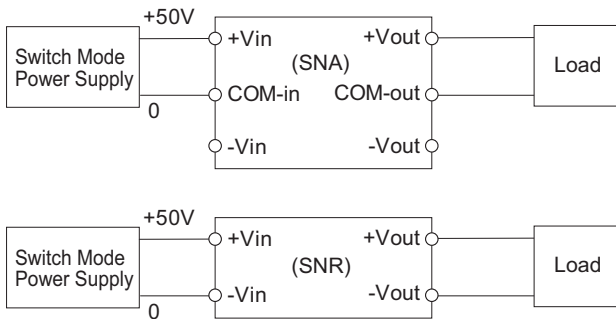 +50V
Switch Mode
Power Supply
0
+Vin
(SNA)
+Vout
COM-in
COM-out
-Vin
-Vout
Load
+50V
Switch Mode
Power Supply
0
+Vin
(SNR)
+Vout
-Vin
-Vout
Load